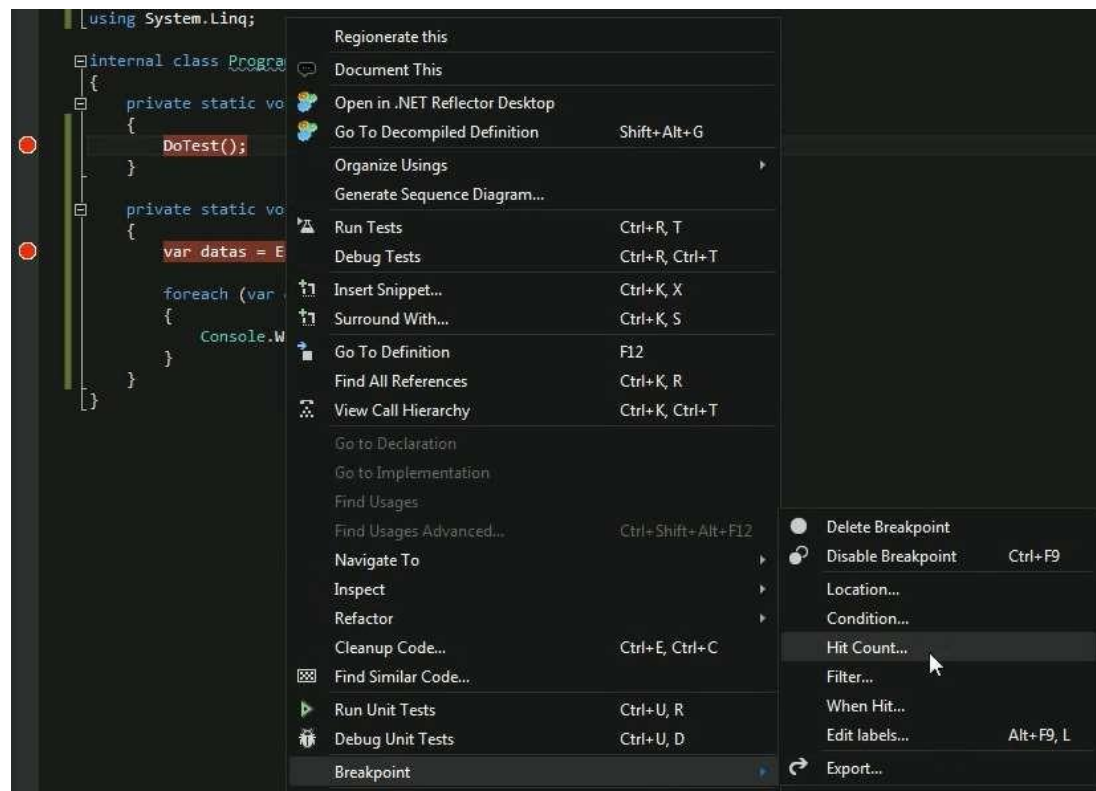 using System.Linq;
internal class Progra
{
private static vo
{
DoTest();
}
private static vo
{
var datas = E
foreach (var
{
Console.W
}
}
}
Regionerate this
Document This
Open in .NET Reflector Desktop
Go To Decompiled Definition Shift+Alt+G
Organize Usings
Generate Sequence Diagram...
Run Tests Ctrl+R, T
Debug Tests Ctrl+R, Ctrl+T
Insert Snippet... Ctrl+K, X
Surround With... Ctrl+K, S
Go To Definition F12
Find All References Ctrl+K, R
View Call Hierarchy Ctrl+K, Ctrl+T
Go to Declaration
Go to Implementation
Find Usages
Find Usages Advanced... Ctrl+Shift+Alt+F12
Navigate To
Inspect
Refactor
Cleanup Code... Ctrl+E, Ctrl+C
Find Similar Code...
Run Unit Tests Ctrl+U, R
Debug Unit Tests Ctrl+U, D
Breakpoint
Delete Breakpoint
Disable Breakpoint Ctrl+F9
Location...
Condition...
Hit Count...
Filter...
When Hit...
Edit labels... Alt+F9, L
Export...